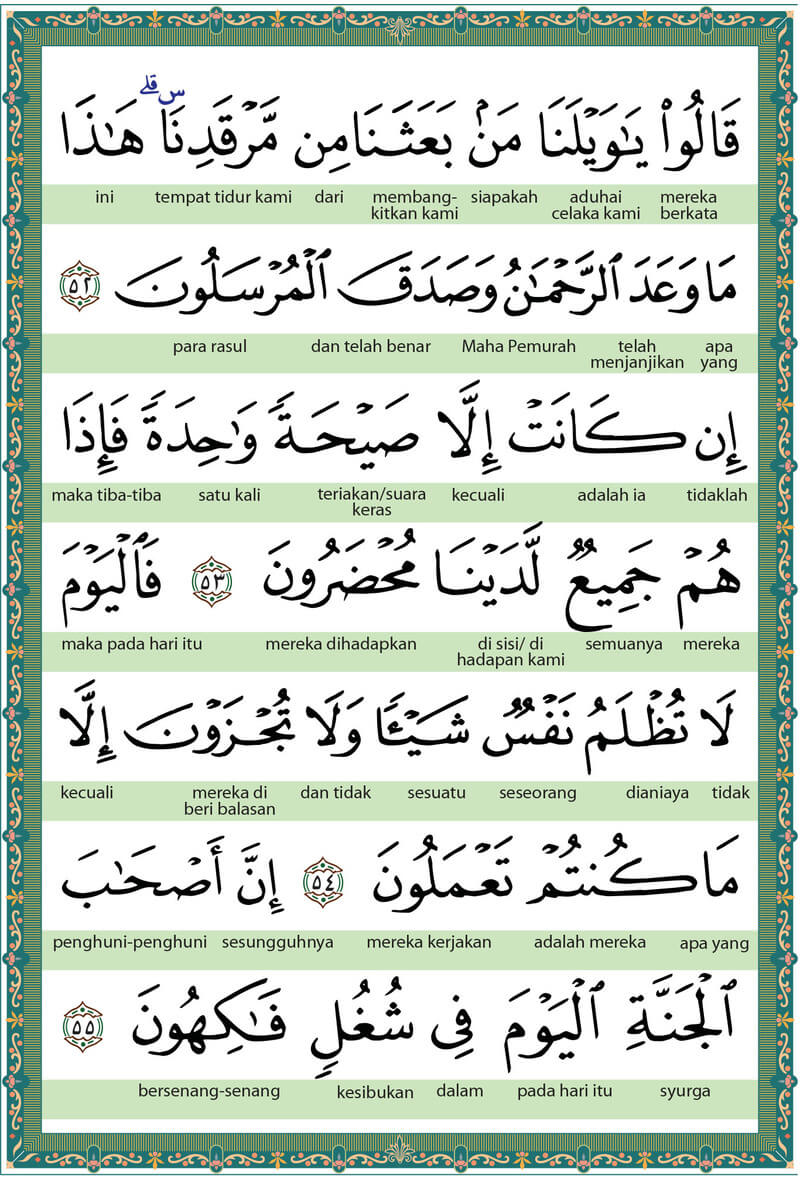 قَالُوا۟ يَٰوَيْلَنَا مَنۢ بَعَثَنَا مِن مَّرْقَدِنَا ۜ ۗ هَٰذَا
ini tempat tidur kami dari membang-kitkan kami siapakah aduhai celaka kami mereka berkata
مَا وَعَدَ ٱلرَّحْمَٰنُ وَصَدَقَ ٱلْمُرْسَلُونَ ٥٢
para rasul dan telah benar Maha Pemurah telah menjanjikan apa yang
إِن كَانَتْ إِلَّا صَيْحَةً وَٰحِدَةً فَإِذَا
maka tiba-tiba satu kali teriakan/suara keras kecuali adalah ia tidaklah
هُمْ جَمِيعٌ لَّدَيْنَا مُحْضَرُونَ ٥٣ فَٱلْيَوْمَ
maka pada hari itu mereka dihadapkan di sisi/ di hadapan kami semuanya mereka
لَا تُظْلَمُ نَفْسٌ شَيْـًٔا وَلَا تُجْزَوْنَ إِلَّا
kecuali mereka di beri balasan dan tidak sesuatu seseorang dianiaya tidak
مَا كُنتُمْ تَعْمَلُونَ ٥٤ إِنَّ أَصْحَٰبَ
penghuni-penghuni sesungguhnya mereka kerjakan adalah mereka apa yang
ٱلْجَنَّةِ ٱلْيَوْمَ فِى شُغُلٍ فَٰكِهُونَ ٥٥
bersenang-senang kesibukan dalam pada hari itu syurga